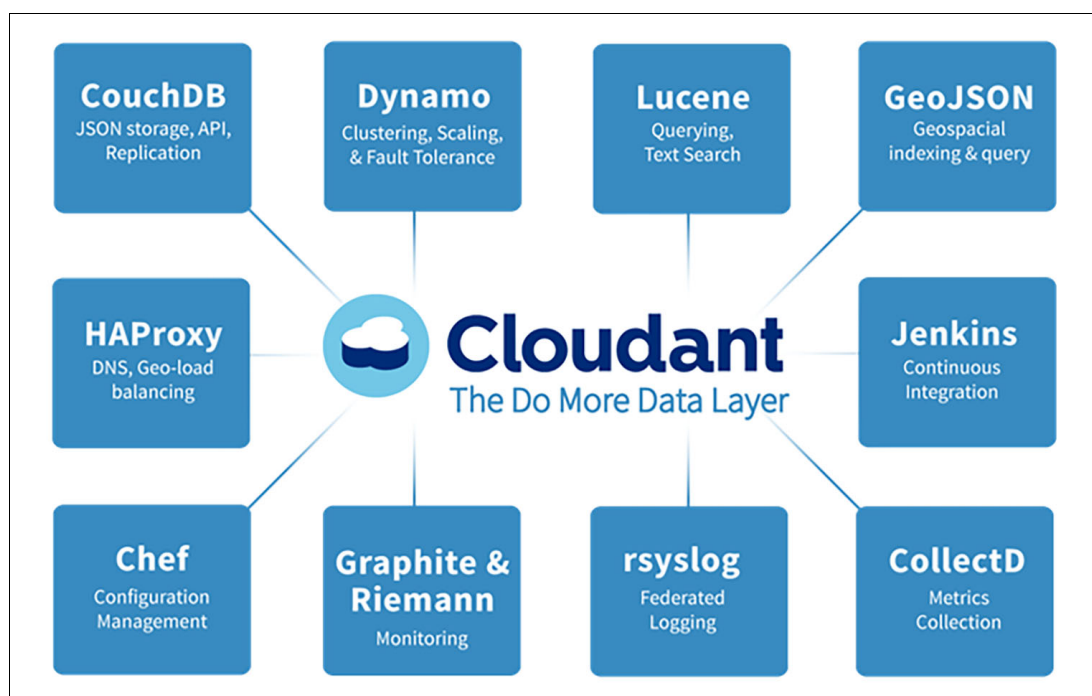 CouchDB
JSON storage, API,
Replication
Dynamo
Clustering, Scaling,
& Fault Tolerance
Lucene
Querying,
Text Search
GeoJSON
Geospacial
indexing & query
HAProxy
DNS, Geo-load
balancing
Cloudant
The Do More Data Layer
Jenkins
Continuous
Integration
Chef
Configuration
Management
Graphite &
Riemann
Monitoring
rsyslog
Federated
Logging
CollectD
Metrics
Collection